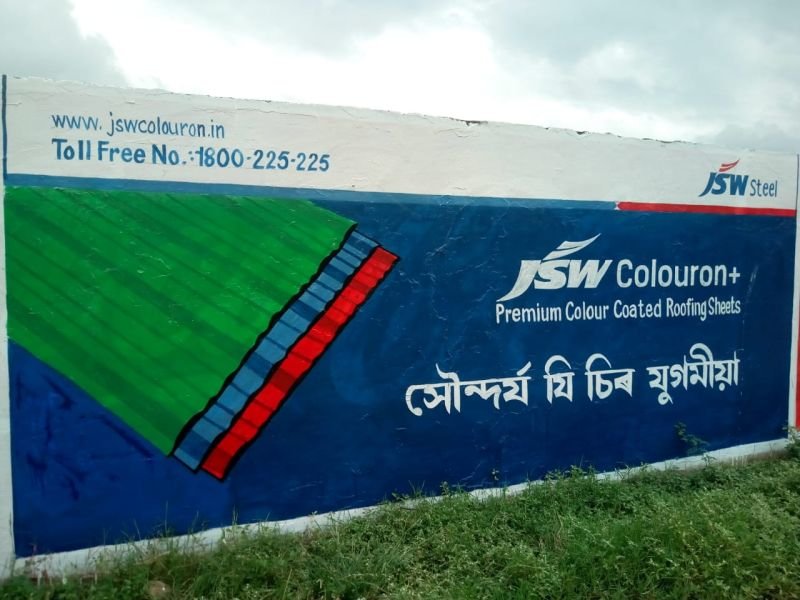 www.jswcolouron.in
Toll Free No.:-1800-225-225
JSW Steel
JSW Colouron+
Premium Colour Coated Roofing Sheets
সৌন্দৰ্য যি চিৰ যুগমীয়া